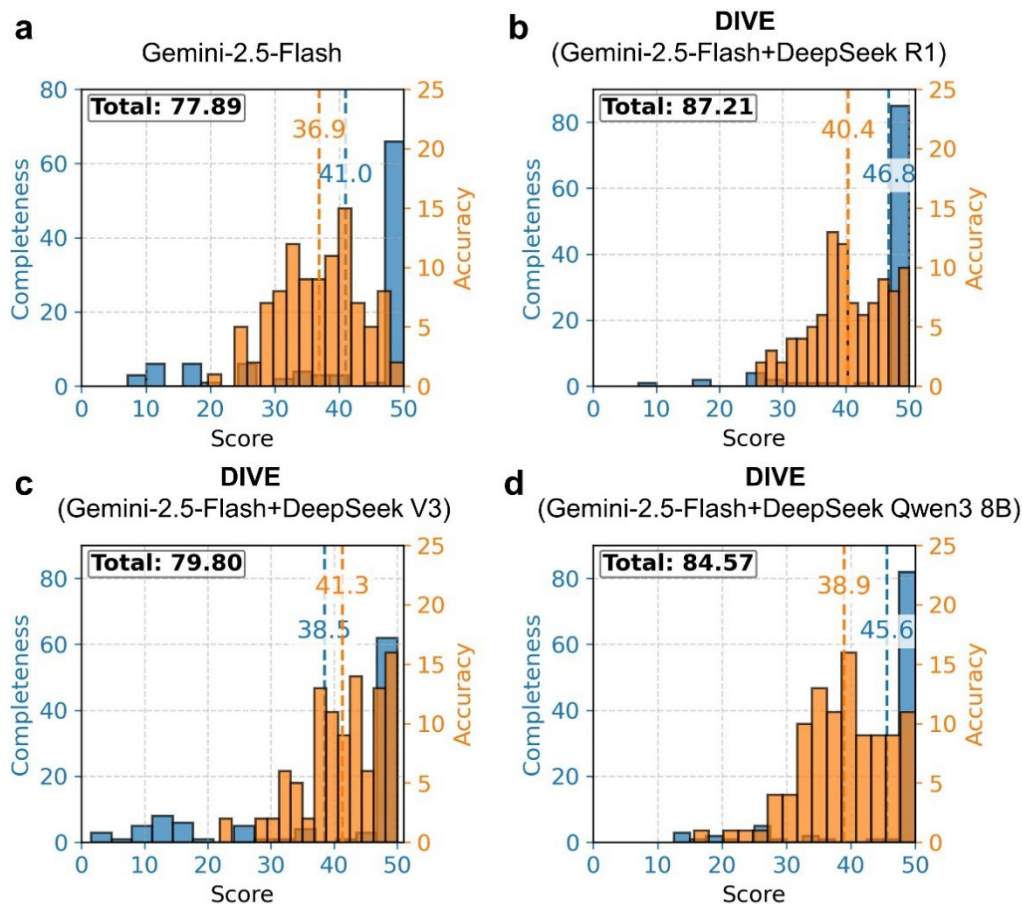 a
Gemini-2.5-Flash
Total: 77.89
36.9
41.0
Completeness
80
60
40
20
0
Accuracy
25
20
15
10
5
0
0 10 20 30 40 50
Score
b
DIVE
(Gemini-2.5-Flash+DeepSeek R1)
Total: 87.21
40.4
46.8
Completeness
80
60
40
20
0
Accuracy
25
20
15
10
5
0
0 10 20 30 40 50
Score
c
DIVE
(Gemini-2.5-Flash+DeepSeek V3)
Total: 79.80
41.3
38.5
Completeness
80
60
40
20
0
Accuracy
25
20
15
10
5
0
0 10 20 30 40 50
Score
d
DIVE
(Gemini-2.5-Flash+DeepSeek Qwen3 8B)
Total: 84.57
38.9
45.6
Completeness
80
60
40
20
0
Accuracy
25
20
15
10
5
0
0 10 20 30 40 50
Score